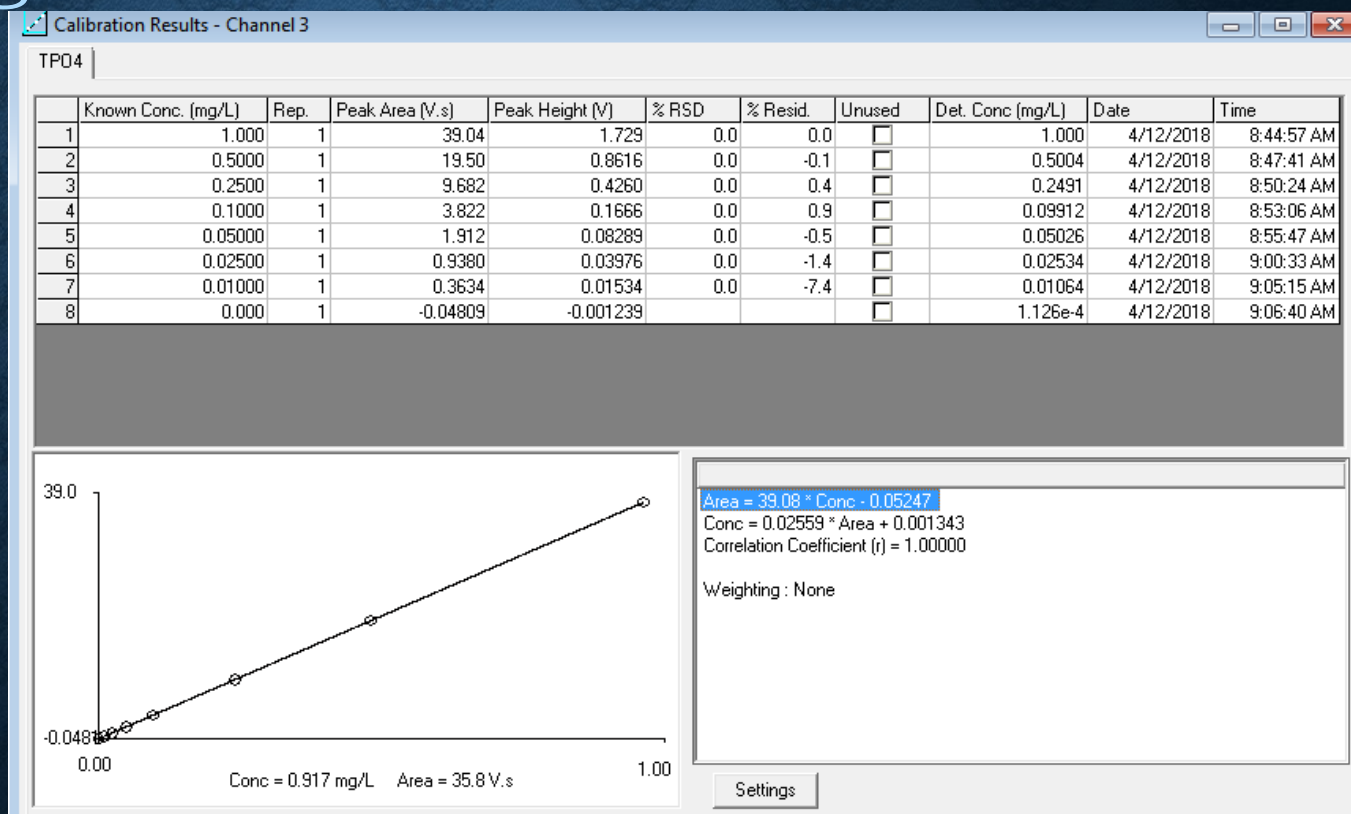 Calibration Results - Channel 3
TPO4
Known Conc. (mg/L) Rep. Peak Area (V.s) Peak Height (V) % RSD % Resid. Unused Det. Conc (mg/L) Date Time
1 1.000 1 39.04 1.729 0.0 0.0 1.000 4/12/2018 8:44:57 AM
2 0.5000 1 19.50 0.8616 0.0 -0.1 0.5004 4/12/2018 8:47:41 AM
3 0.2500 1 9.682 0.4260 0.0 0.4 0.2491 4/12/2018 8:50:24 AM
4 0.1000 1 3.822 0.1666 0.0 0.9 0.09912 4/12/2018 8:53:06 AM
5 0.05000 1 1.912 0.08289 0.0 -0.5 0.05026 4/12/2018 8:55:47 AM
6 0.02500 1 0.9380 0.03976 0.0 -1.4 0.02534 4/12/2018 9:00:33 AM
7 0.01000 1 0.3634 0.01534 0.0 -7.4 0.01064 4/12/2018 9:05:15 AM
8 0.000 1 -0.04809 -0.001239 1.126e-4 4/12/2018 9:06:40 AM
39.0
0.00
1.00
Conc = 0.917 mg/L Area = 35.8 V.s
Area = 39.08 * Conc - 0.05247
Conc = 0.02559 * Area + 0.001343
Correlation Coefficient (r) = 1.00000
Weighting : None
Settings